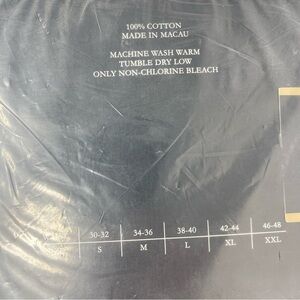 100% COTTON
MADE IN MACAU
MACHINE WASH WARM
TUMBLE DRY LOW
ONLY NON-CHLORINE BLEACH
30-32 34-36 38-40 42-44 46-48
S M L XL XXL